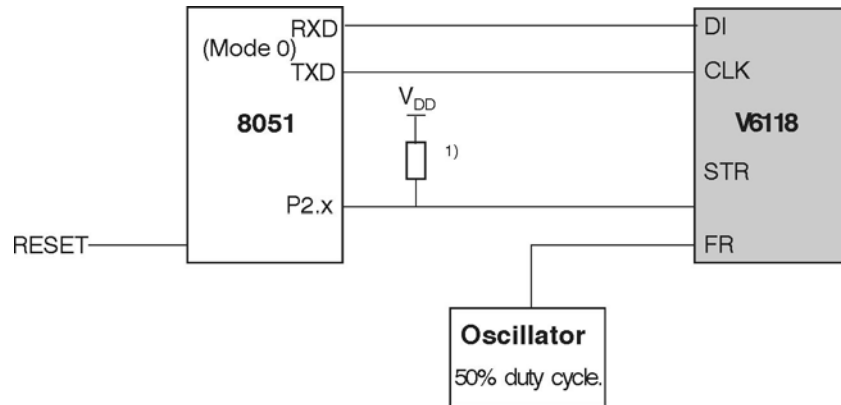 RXD
(Mode 0)
TXD
8051
P2.x
RESET
VDD
1)
DI
CLK
V6118
STR
FR
Oscillator
50% duty cycle.